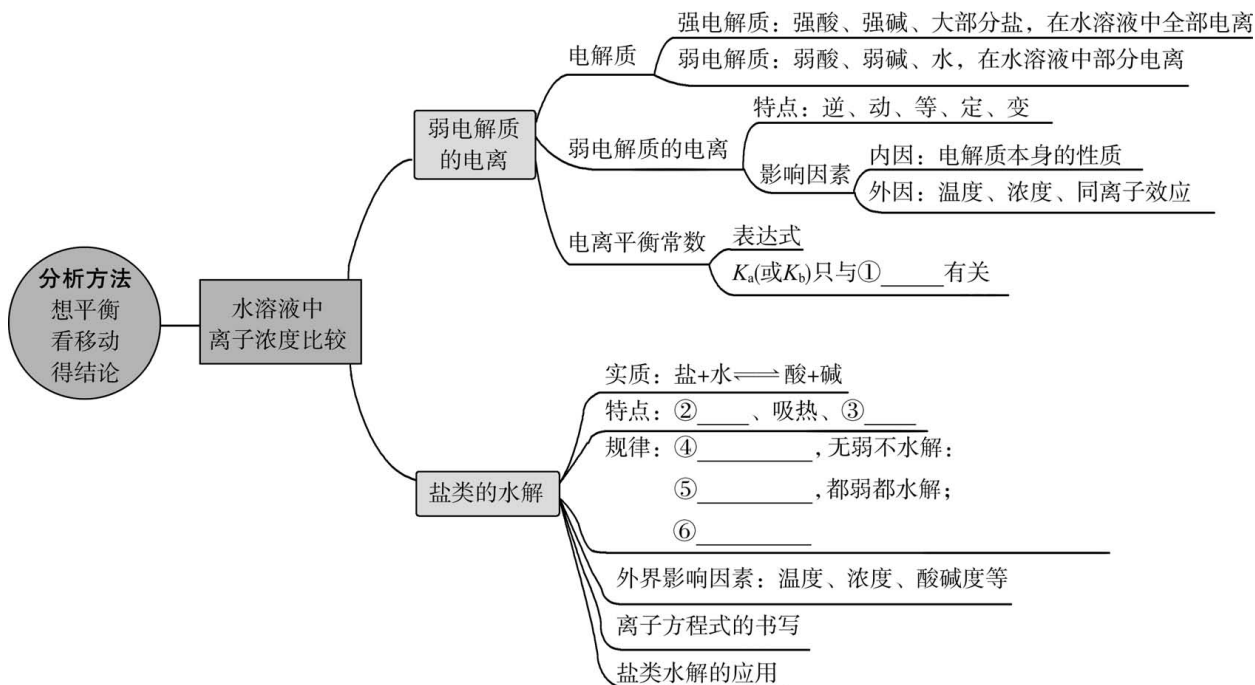 分析方法
想平衡
看移动
得结论
水溶液中
离子浓度比较
弱电解质
的电离
电解质
强电解质：强酸、强碱、大部分盐，在水溶液中全部电离
弱电解质：弱酸、弱碱、水，在水溶液中部分电离
弱电解质的电离
特点：逆、动、等、定、变
影响因素
内因：电解质本身的性质
外因：温度、浓度、同离子效应
电离平衡常数
表达式
Ka(或Kb)只与①______有关
盐类的水解
实质：盐+水⇌酸+碱
特点：②_____、吸热、③_____
规律：④___________，无弱不水解：
⑤___________，都弱都水解；
⑥___________
外界影响因素：温度、浓度、酸碱度等
离子方程式的书写
盐类水解的应用